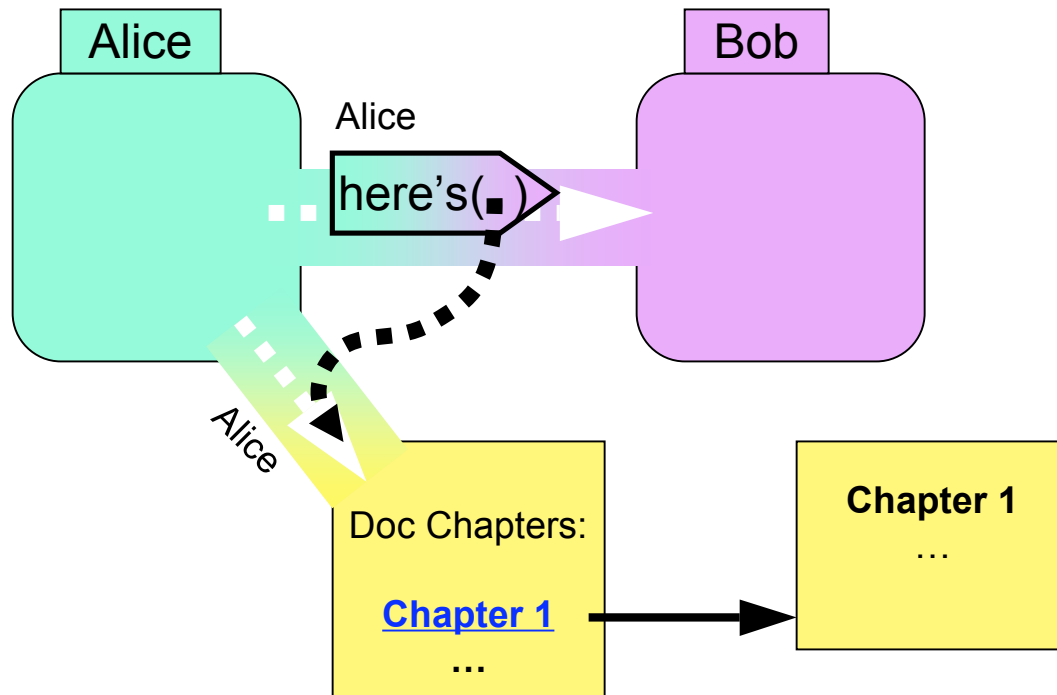 Alice
Bob
Alice
here’s(. )
Alice
Doc Chapters:
Chapter 1
...
Chapter 1
...